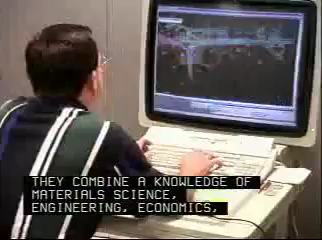 THEY COMBINE A KNOWLEDGE OF
MATERIALS SCIENCE,
ENGINEERING, ECONOMICS,